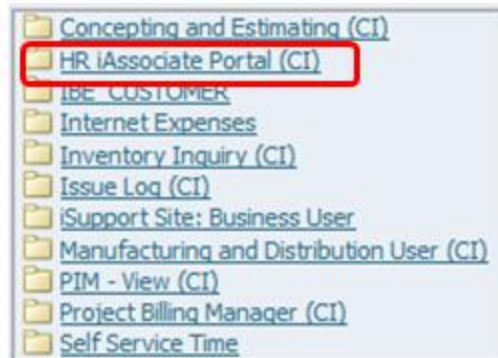 Concepting and Estimating (CI)
HR iAssociate Portal (CI)
IBE_CUSTOMER
Internet Expenses
Inventory Inquiry (CI)
Issue Log (CI)
iSupport Site: Business User
Manufacturing and Distribution User (CI)
PIM - View (CI)
Project Billing Manager (CI)
Self Service Time